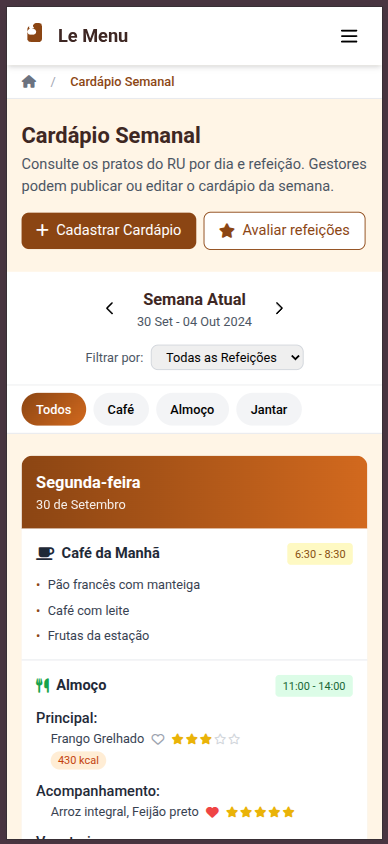 Le Menu
/ Cardápio Semanal
Cardápio Semanal
Consulte os pratos do RU por dia e refeição. Gestores
podem publicar ou editar o cardápio da semana.
Cadastrar Cardápio
Avaliar refeições
Semana Atual
30 Set - 04 Out 2024
Filtrar por: Todas as Refeições
Todos Café Almoço Jantar
Segunda-feira
30 de Setembro
Café da Manhã 6:30 - 8:30
• Pão francês com manteiga
• Café com leite
• Frutas da estação
Almoço 11:00 - 14:00
Principal:
Frango Grelhado
430 kcal
Acompanhamento:
Arroz integral, Feijão preto